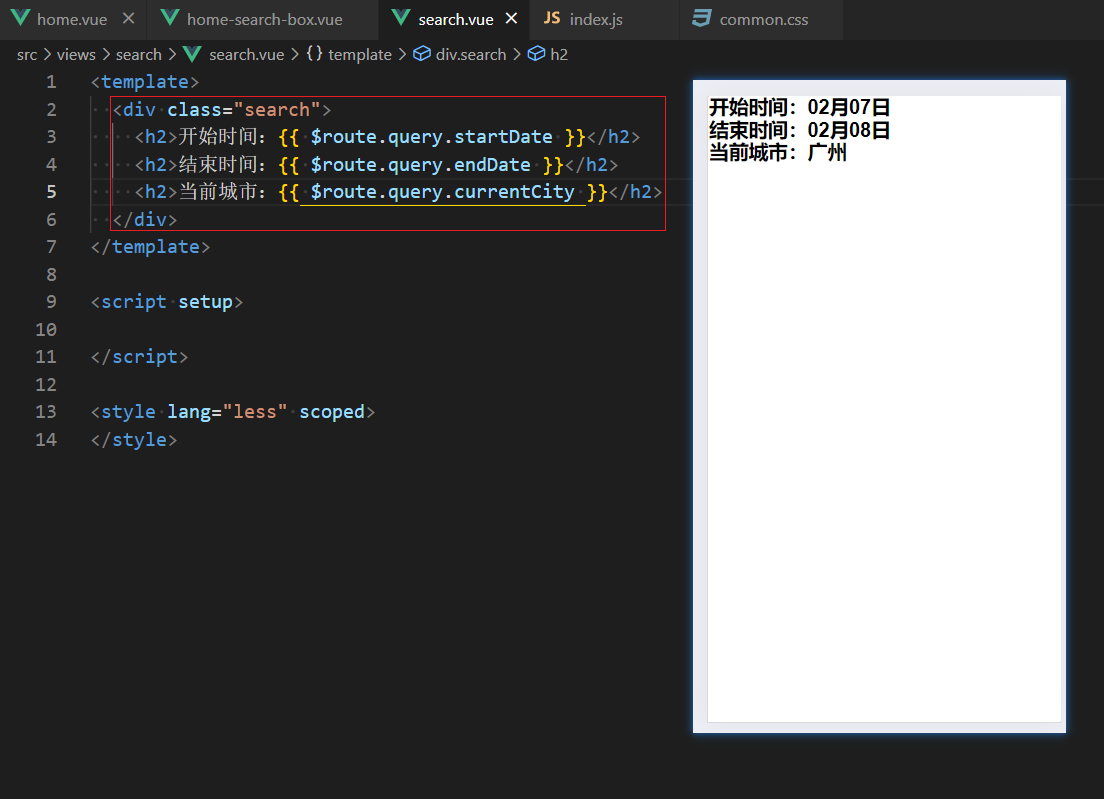 home.vue home-search-box.vue search.vue JS index.js common.css
src > views > search > search.vue > {} template > div.search > h2
1 <template>
2 <div class="search">
3 <h2>开始时间：{{ $route.query.startDate }}</h2>
4 <h2>结束时间：{{ $route.query.endDate }}</h2>
5 <h2>当前城市：{{ $route.query.currentCity }}</h2>
6 </div>
7 </template>
8
9 <script setup>
10
11 </script>
12
13 <style lang="less" scoped>
14 </style>
开始时间：02月07日
结束时间：02月08日
当前城市：广州